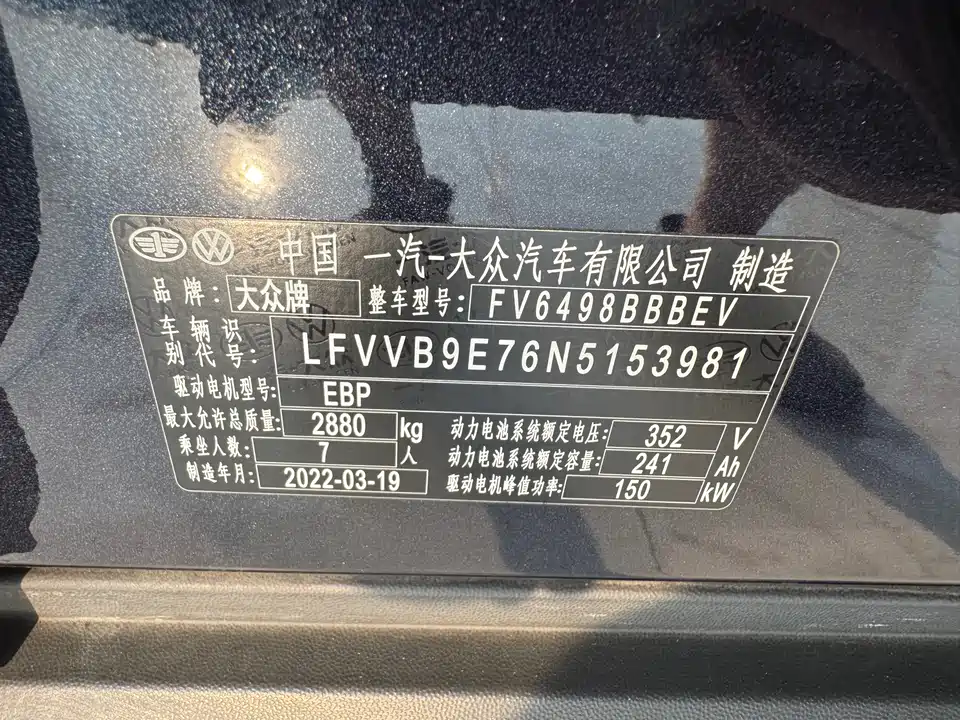 中国 一汽-大众汽车有限公司 制造
品牌: 大众牌 整车型号: FV6498BBBEV
车辆识别代号: LFVVB9E76N5153981
驱动电机型号: EBP
最大允许总质量: 2880 kg 动力电池系统额定电压: 352 V
乘坐人数: 7 人 动力电池系统额定容量: 241 Ah
制造年月: 2022-03-19 驱动电机峰值功率: 150 kW